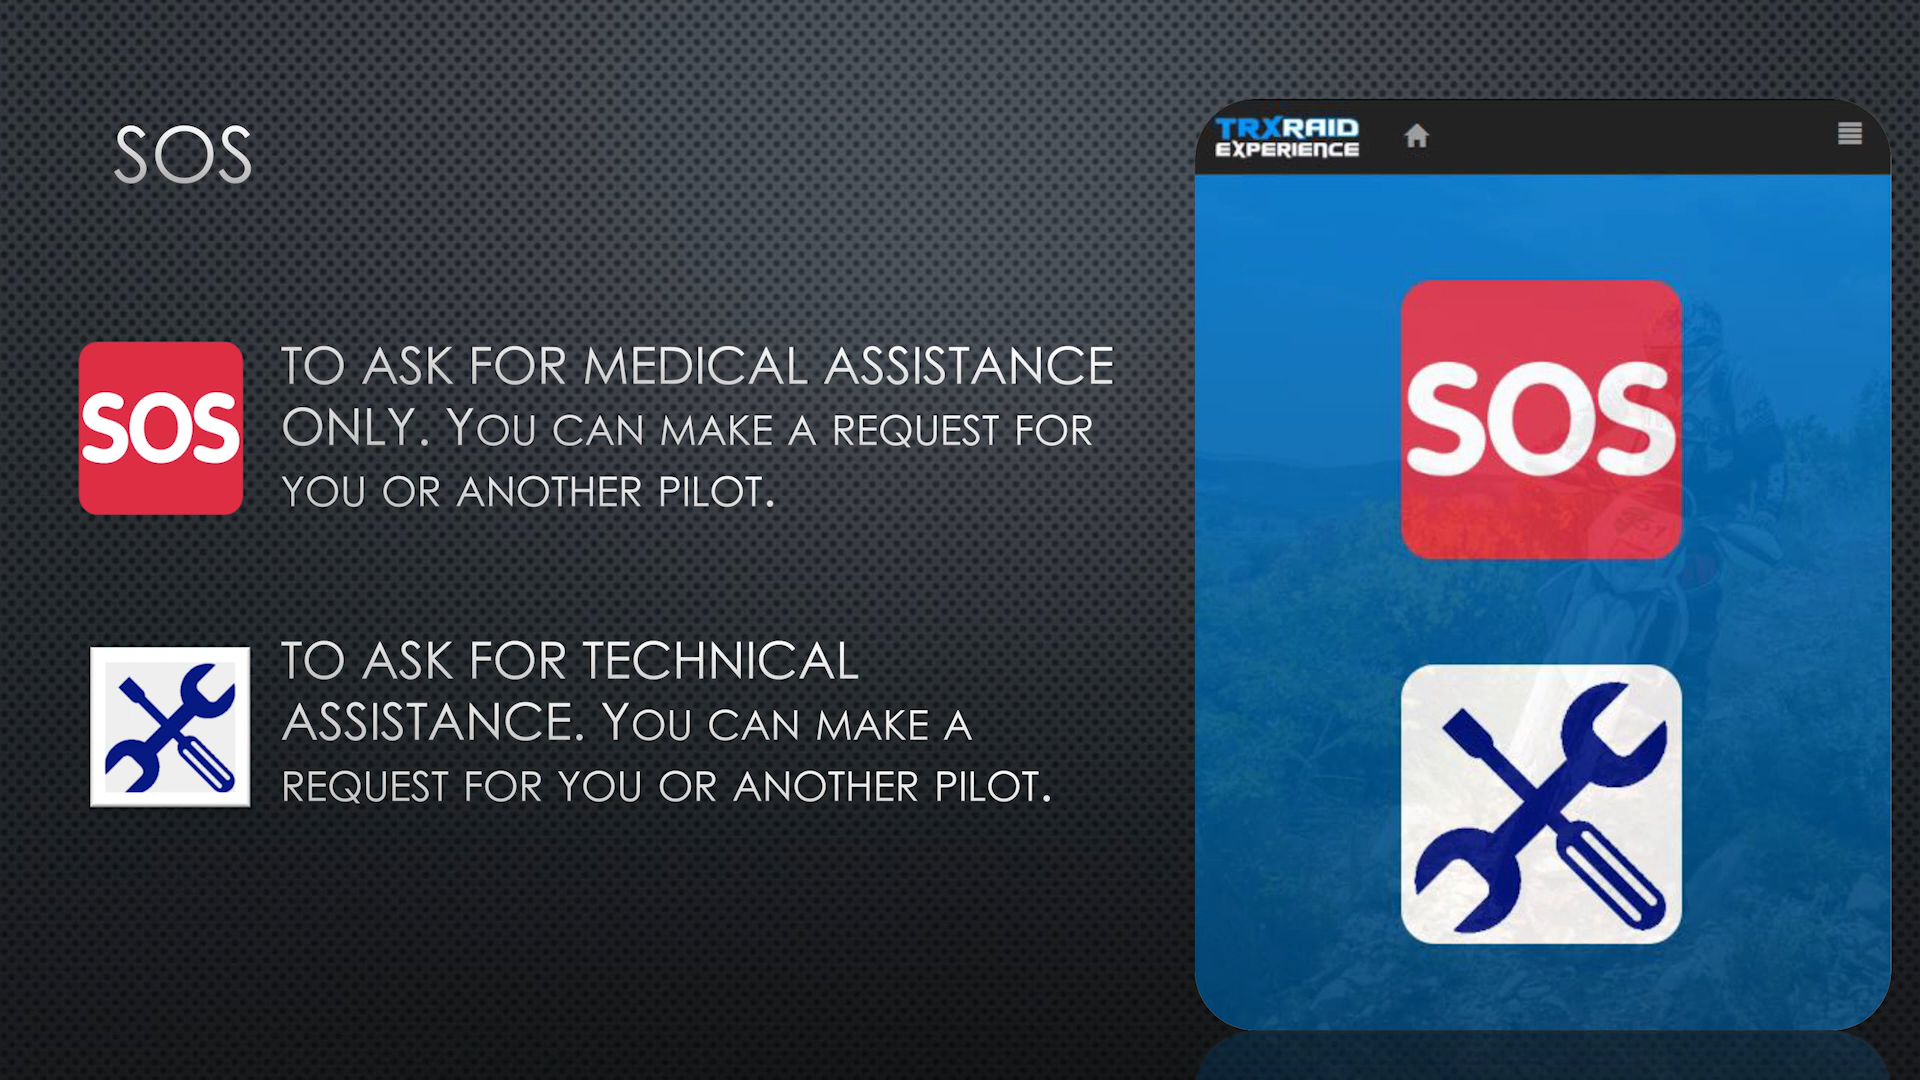 SOS
SOS
TO ASK FOR MEDICAL ASSISTANCE
ONLY. YOU CAN MAKE A REQUEST FOR
YOU OR ANOTHER PILOT.
TO ASK FOR TECHNICAL
ASSISTANCE. YOU CAN MAKE A
REQUEST FOR YOU OR ANOTHER PILOT.
TRXRAID
EXPERIENCE
SOS